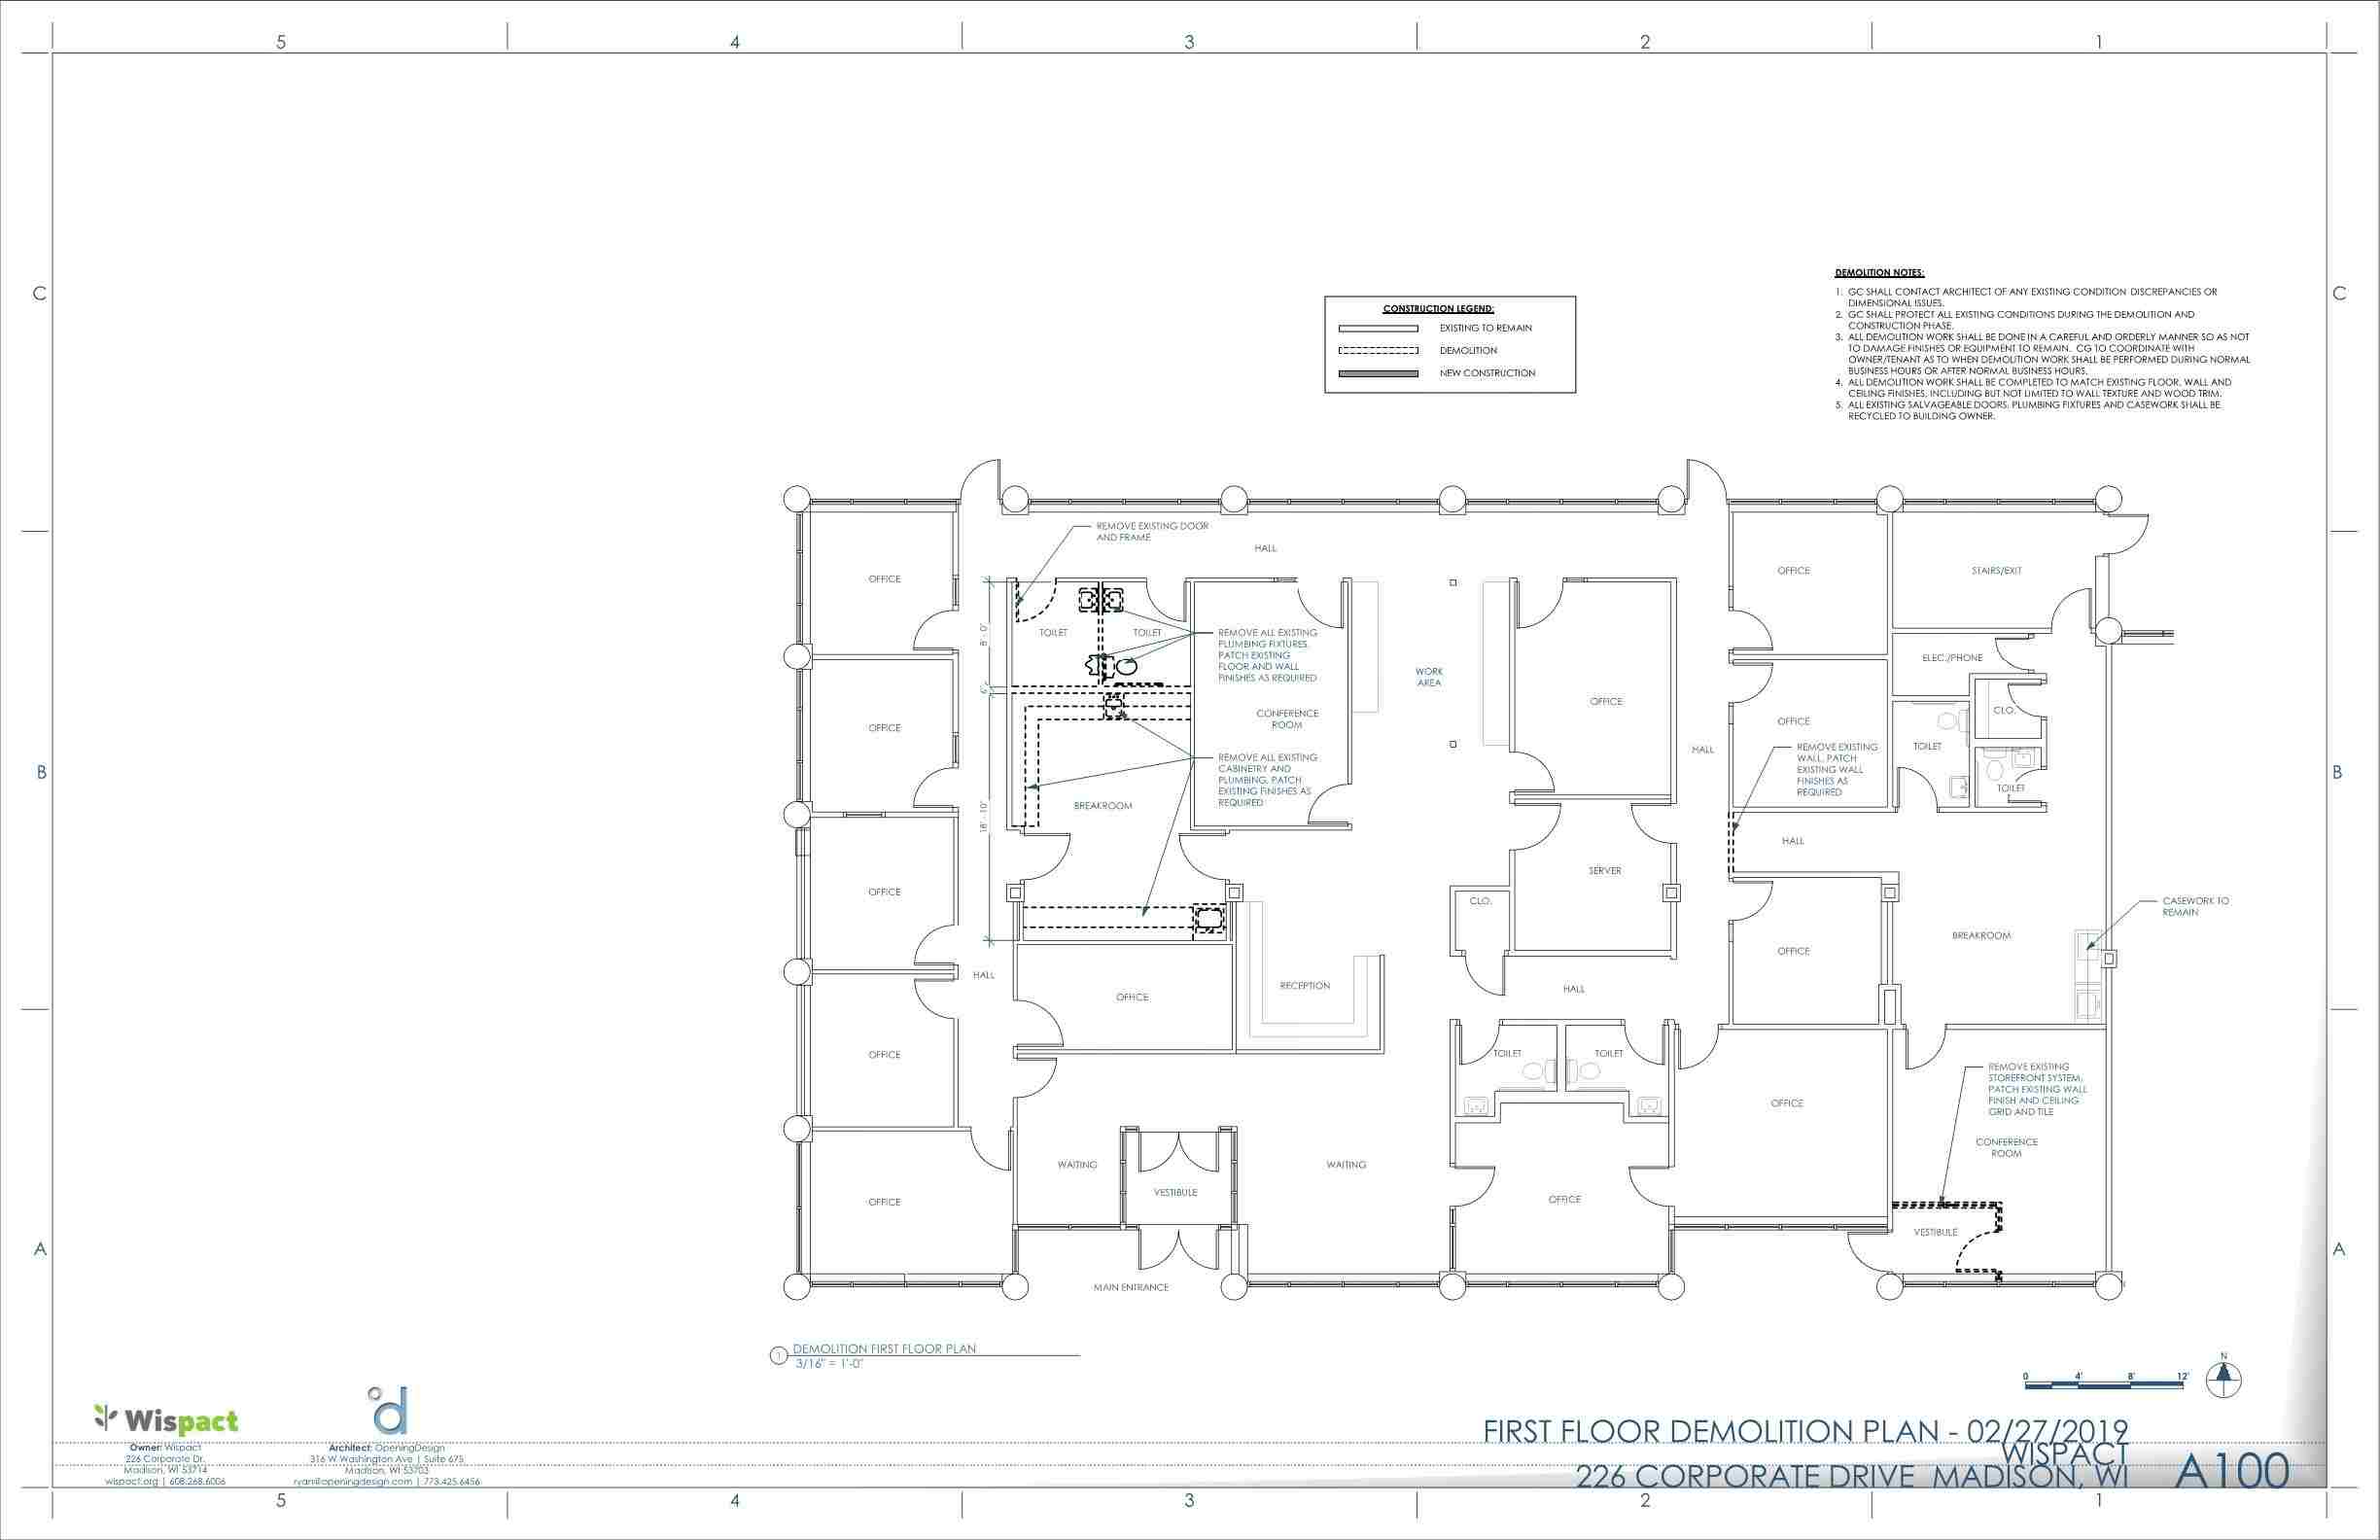 5 4 3 2 1
C
C
B
B
A
A
CONSTRUCTION LEGEND:
EXISTING TO REMAIN
DEMOLITION
NEW CONSTRUCTION
DEMOLITION NOTES:
1. GC SHALL CONTACT ARCHITECT OF ANY EXISTING CONDITION DISCREPANCIES OR
DIMENSIONAL ISSUES.
2. GC SHALL PROTECT ALL EXISTING CONDITIONS DURING THE DEMOLITION AND
CONSTRUCTION PHASE.
3. ALL DEMOLITION WORK SHALL BE DONE IN A CAREFUL AND ORDERLY MANNER SO AS NOT
TO DAMAGE FINISHES OR EQUIPMENT TO REMAIN. CG TO COORDINATE WITH
OWNER/TENANT AS TO WHEN DEMOLITION WORK SHALL BE PERFORMED DURING NORMAL
BUSINESS HOURS OR AFTER NORMAL BUSINESS HOURS.
4. ALL DEMOLITION WORK SHALL BE COMPLETED TO MATCH EXISTING FLOOR, WALL AND
CEILING FINISHES, INCLUDING BUT NOT LIMITED TO WALL TEXTURE AND WOOD TRIM.
5. ALL EXISTING SALVAGEABLE DOORS, PLUMBING FIXTURES AND CASEWORK SHALL BE
RECYCLED TO BUILDING OWNER.
REMOVE EXISTING DOOR
AND FRAME
HALL
OFFICE
OFFICE
STAIRS/EXIT
8' - 0"
TOILET
TOILET
REMOVE ALL EXISTING
PLUMBING FIXTURES,
PATCH EXISTING
FLOOR AND WALL
FINISHES AS REQUIRED
ELEC./PHONE
WORK
AREA
6"
OFFICE
CLO.
CONFERENCE
ROOM
OFFICE
OFFICE
TOILET
HALL
REMOVE EXISTING
WALL, PATCH
EXISTING WALL
FINISHES AS
REQUIRED
REMOVE ALL EXISTING
CABINETRY AND
PLUMBING, PATCH
EXISTING FINISHES AS
REQUIRED
TOILET
BREAKROOM
18' - 10"
HALL
SERVER
OFFICE
CLO.
CASEWORK TO
REMAIN
BREAKROOM
OFFICE
HALL
RECEPTION
HALL
OFFICE
OFFICE
TOILET
TOILET
REMOVE EXISTING
STOREFRONT SYSTEM,
PATCH EXISTING WALL
FINISH AND CEILING
GRID AND TILE
OFFICE
CONFERENCE
ROOM
WAITING
WAITING
VESTIBULE
OFFICE
OFFICE
VESTIBULE
MAIN ENTRANCE
1 DEMOLITION FIRST FLOOR PLAN
3/16" = 1'-0"
N
0 4' 8' 12'
Wispact
Owner: Wispact
226 Corporate Dr.
Madison, WI 53714
wispact.org | 608.268.6006
d
Architect: OpeningDesign
316 W Washington Ave | Suite 675
Madison, WI 53703
ryan@openingdesign.com | 773.425.6456
FIRST FLOOR DEMOLITION PLAN - 02/27/2019
WISPACT
226 CORPORATE DRIVE MADISON, WI
A100
5 4 3 2 1